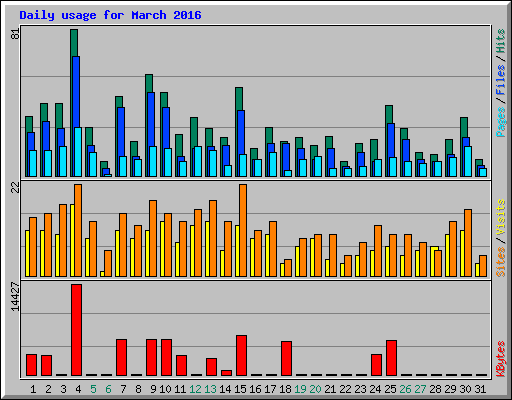 Daily usage for March 2016
81
Pages / Files / Hits
22
Sites / Visits
14427
KBytes
1 2 3 4 5 6 7 8 9 10 11 12 13 14 15 16 17 18 19 20 21 22 23 24 25 26 27 28 29 30 31